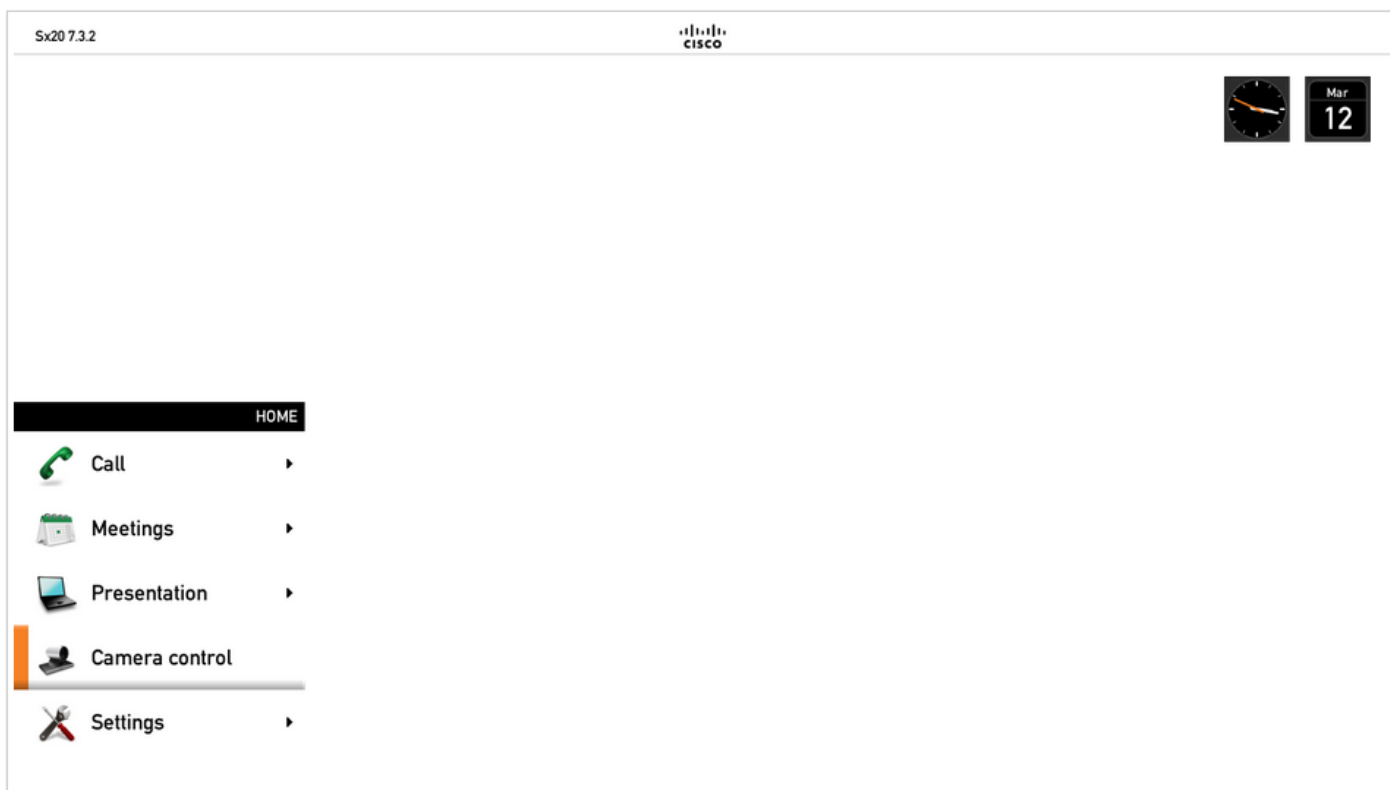 Sx20 7.3.2
CISCO
Mar
12
HOME
Call
Meetings
Presentation
Camera control
Settings